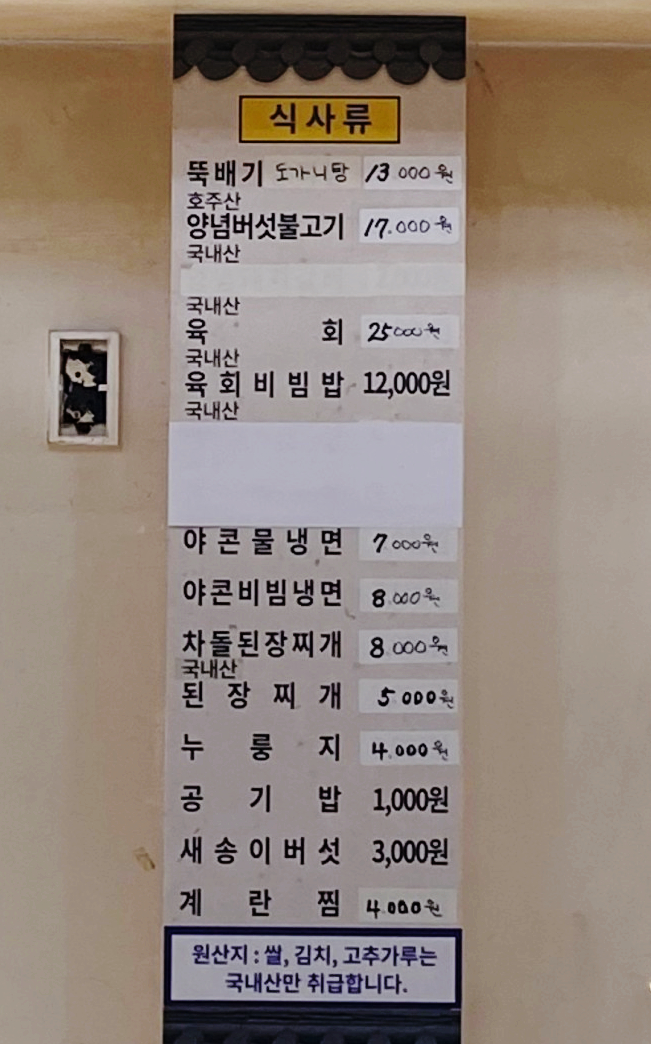 식사류
뚝배기 도가니탕 13.000원
호주산
양념버섯불고기 17.000원
국내산
국내산
육회 25000원
국내산
육회비빔밥 12,000원
국내산
야콘물냉면 7.000원
야콘비빔냉면 8.000원
차돌된장찌개 8.000원
국내산
된장찌개 5.000원
누룽지 4.000원
공기밥 1,000원
새송이버섯 3,000원
계란찜 4.000원
원산지 : 쌀, 김치, 고추가루는
국내산만 취급합니다.